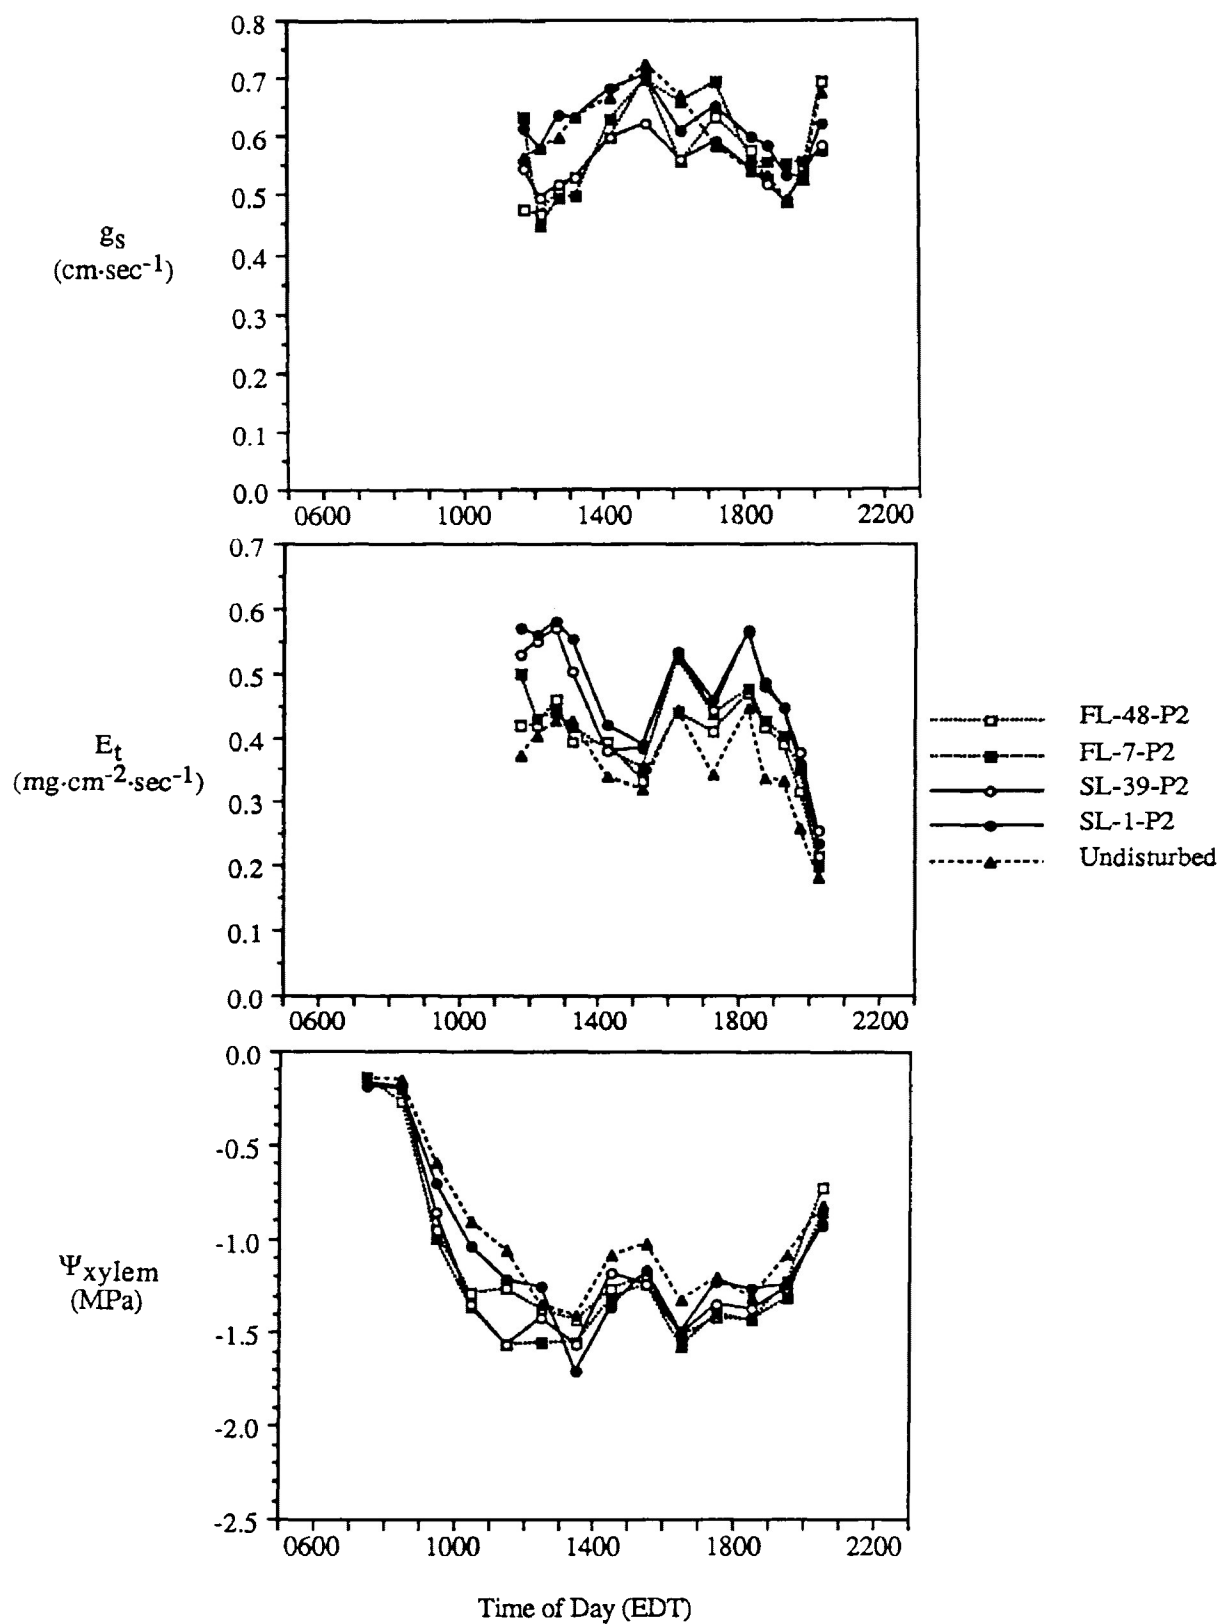 0.8
0.7
0.6
0.5
0.4
0.3
0.2
0.1
0.0
gs
(cm·sec-1)
0600 1000 1400 1800 2200
0.7
0.6
0.5
0.4
0.3
0.2
0.1
0.0
Et
(mg·cm-2·sec-1)
0600 1000 1400 1800 2200
FL-48-P2
FL-7-P2
SL-39-P2
SL-1-P2
Undisturbed
0.0
-0.5
-1.0
-1.5
-2.0
-2.5
Ψxylem
(MPa)
0600 1000 1400 1800 2200
Time of Day (EDT)